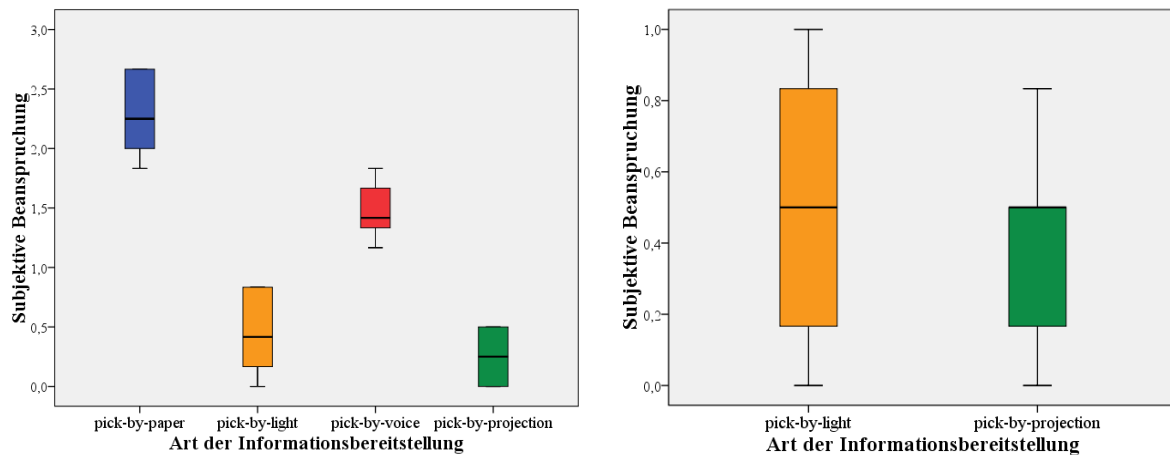 Subjektive Beanspruchung
3,0
2,5
2,0
1,5
1,0
0,5
0,0
pick-by-paper pick-by-light pick-by-voice pick-by-projection
Art der Informationsbereitstellung
Subjektive Beanspruchung
1,0
0,8
0,6
0,4
0,2
0,0
pick-by-light pick-by-projection
Art der Informationsbereitstellung